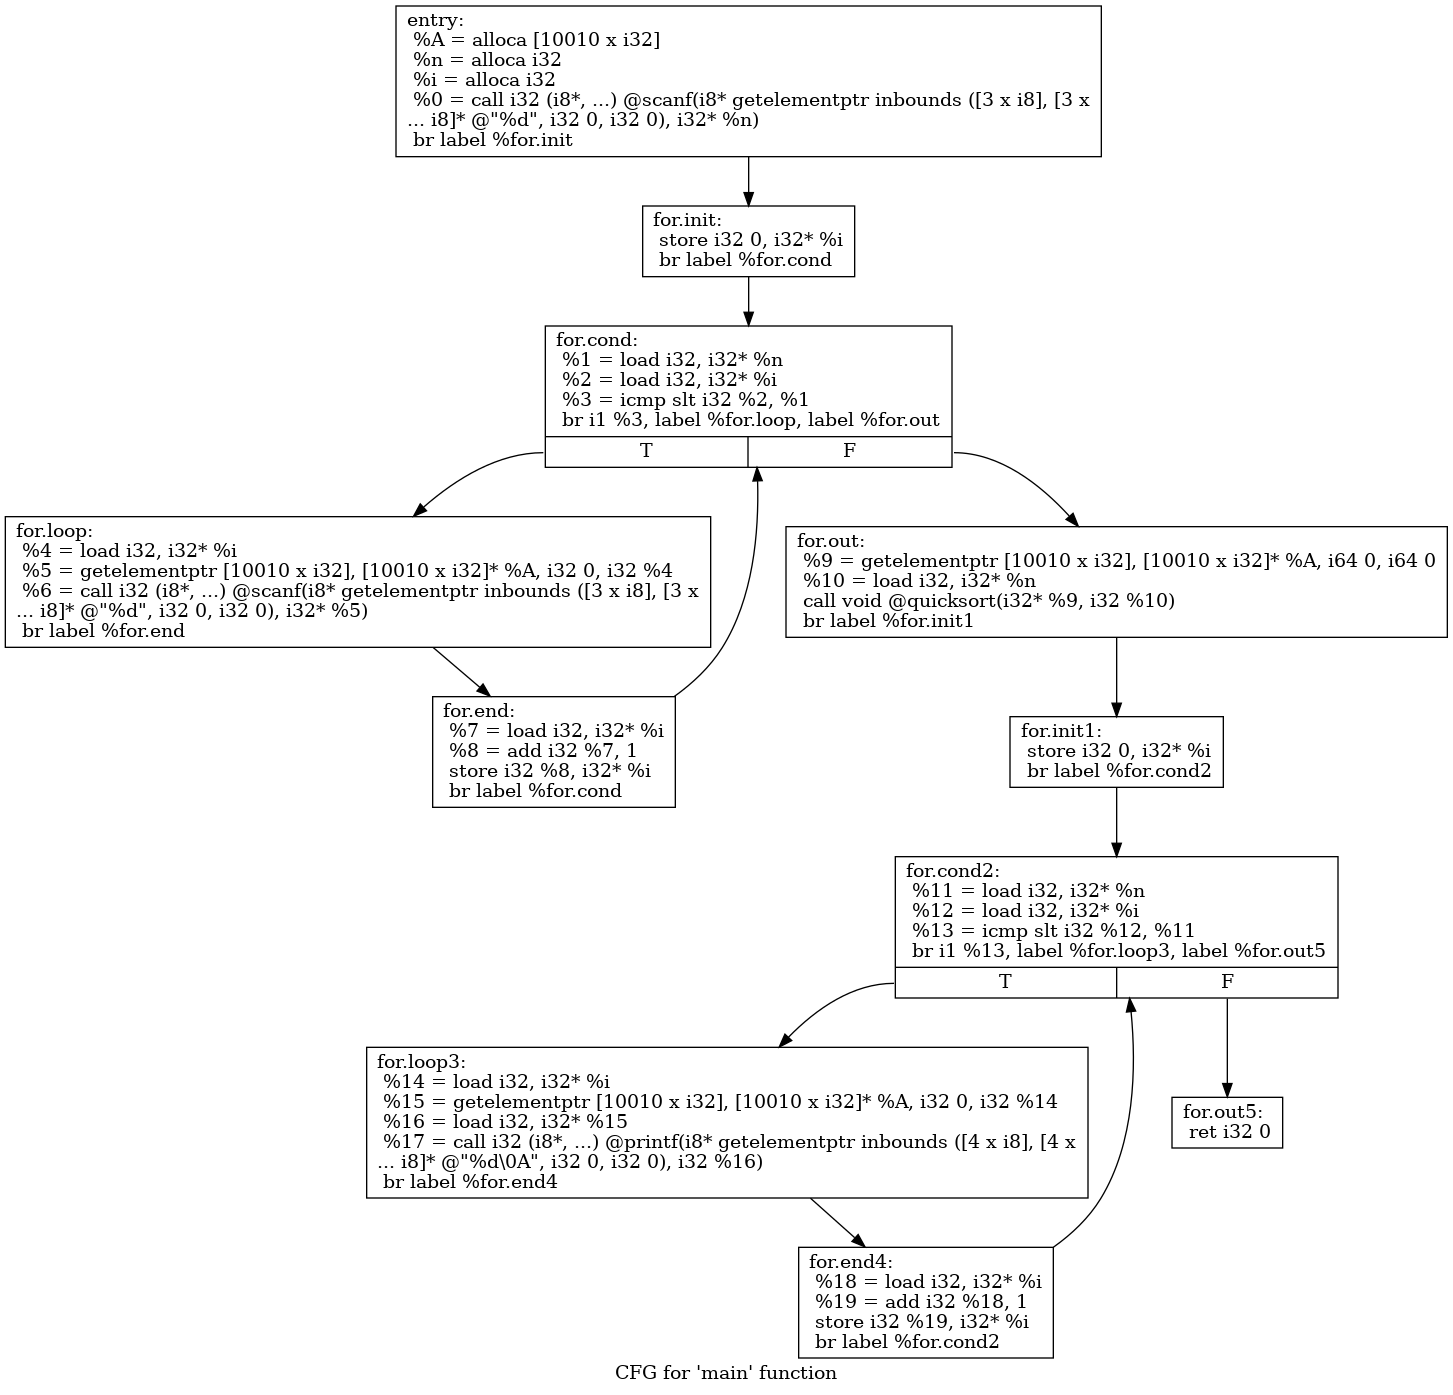 entry:
%A = alloca [10010 x i32]
%n = alloca i32
%i = alloca i32
%0 = call i32 (i8*, ...) @scanf(i8* getelementptr inbounds ([3 x i8], [3 x
... i8]* @"%d", i32 0, i32 0), i32* %n)
br label %for.init
for.init:
store i32 0, i32* %i
br label %for.cond
for.cond:
%1 = load i32, i32* %n
%2 = load i32, i32* %i
%3 = icmp slt i32 %2, %1
br i1 %3, label %for.loop, label %for.out
T F
for.loop:
%4 = load i32, i32* %i
%5 = getelementptr [10010 x i32], [10010 x i32]* %A, i32 0, i32 %4
%6 = call i32 (i8*, ...) @scanf(i8* getelementptr inbounds ([3 x i8], [3 x
... i8]* @"%d", i32 0, i32 0), i32* %5)
br label %for.end
for.end:
%7 = load i32, i32* %i
%8 = add i32 %7, 1
store i32 %8, i32* %i
br label %for.cond
for.out:
%9 = getelementptr [10010 x i32], [10010 x i32]* %A, i64 0, i64 0
%10 = load i32, i32* %n
call void @quicksort(i32* %9, i32 %10)
br label %for.init1
for.init1:
store i32 0, i32* %i
br label %for.cond2
for.cond2:
%11 = load i32, i32* %n
%12 = load i32, i32* %i
%13 = icmp slt i32 %12, %11
br i1 %13, label %for.loop3, label %for.out5
T F
for.loop3:
%14 = load i32, i32* %i
%15 = getelementptr [10010 x i32], [10010 x i32]* %A, i32 0, i32 %14
%16 = load i32, i32* %15
%17 = call i32 (i8*, ...) @printf(i8* getelementptr inbounds ([4 x i8], [4 x
... i8]* @"%d\0A", i32 0, i32 0), i32 %16)
br label %for.end4
for.out5:
ret i32 0
for.end4:
%18 = load i32, i32* %i
%19 = add i32 %18, 1
store i32 %19, i32* %i
br label %for.cond2
CFG for 'main' function